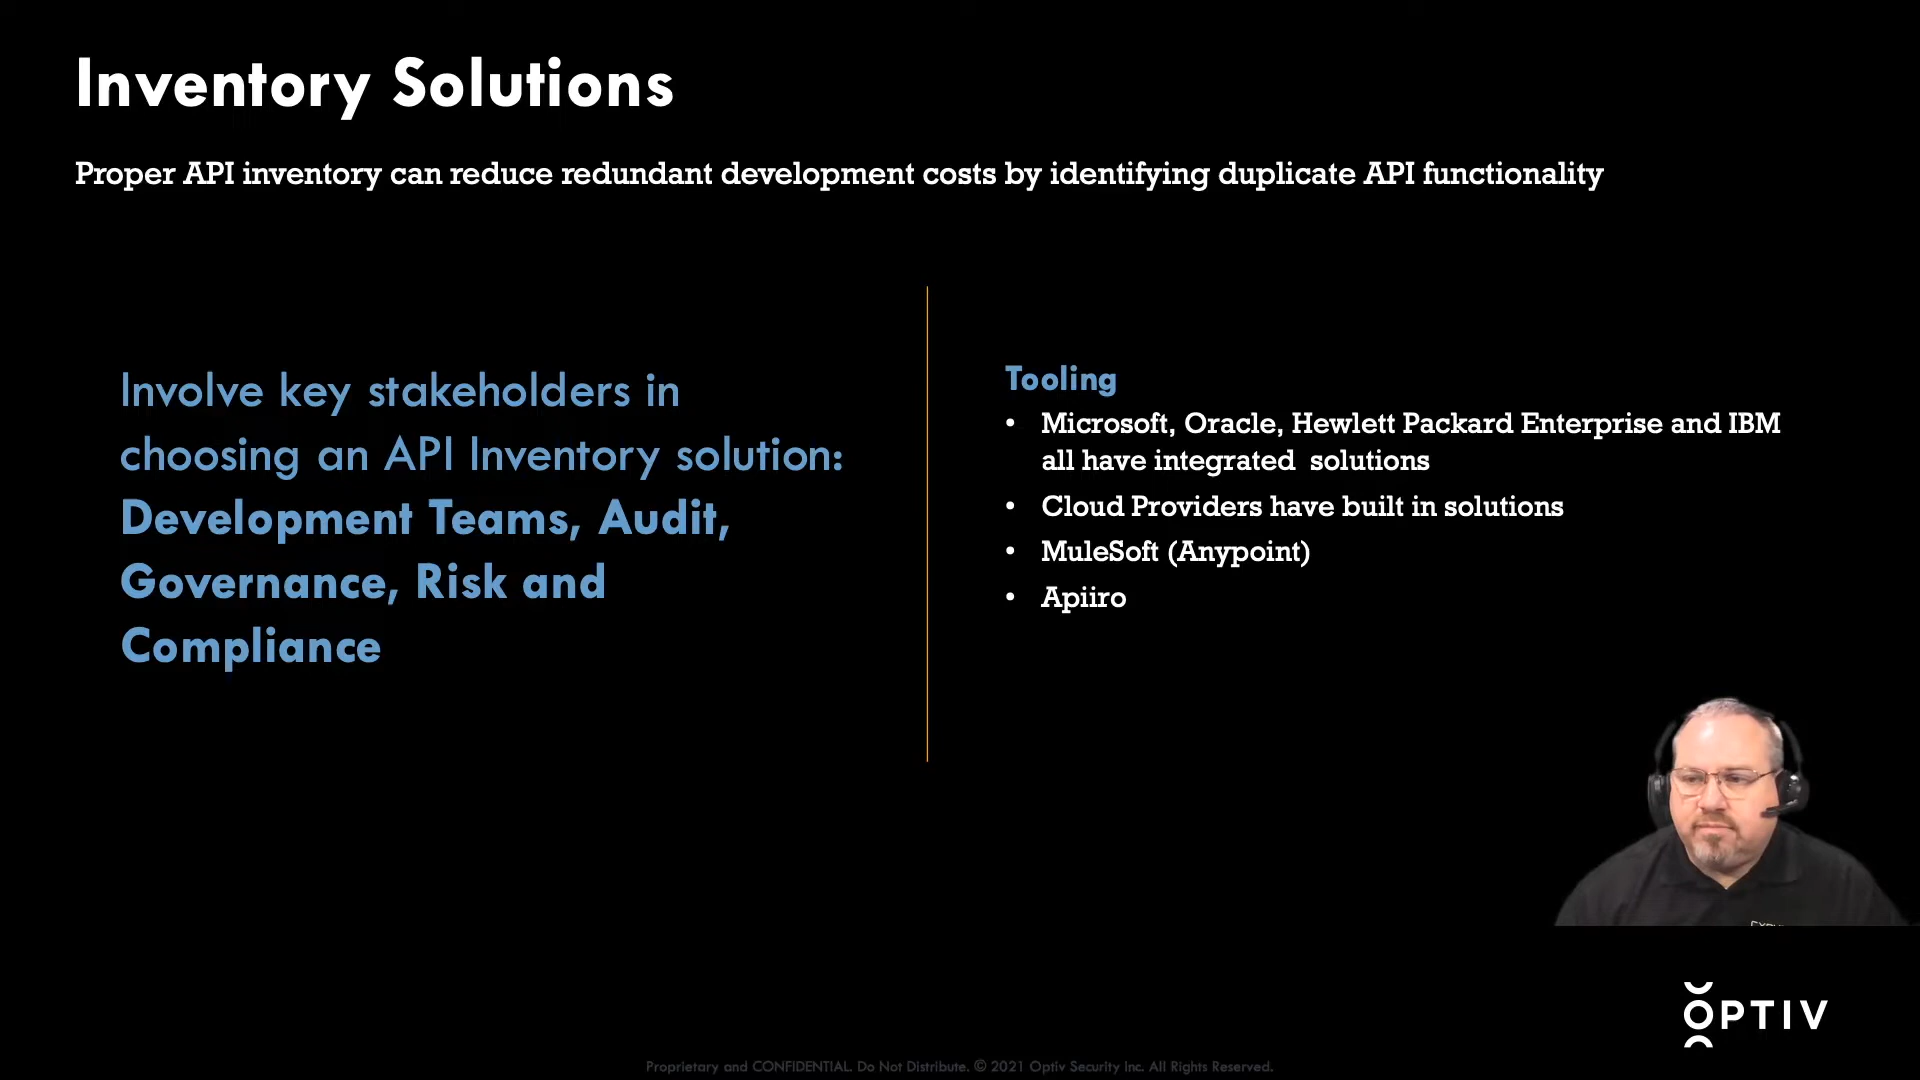 Inventory Solutions
Proper API inventory can reduce redundant development costs by identifying duplicate API functionality
Involve key stakeholders in
choosing an API Inventory solution:
Development Teams, Audit,
Governance, Risk and
Compliance
Tooling
• Microsoft, Oracle, Hewlett Packard Enterprise and IBM
all have integrated  solutions
• Cloud Providers have built in solutions
• MuleSoft (Anypoint)
• Apiiro
OPTIV
Proprietary and CONFIDENTIAL. Do Not Distribute. © 2021 Optiv Security Inc. All Rights Reserved.